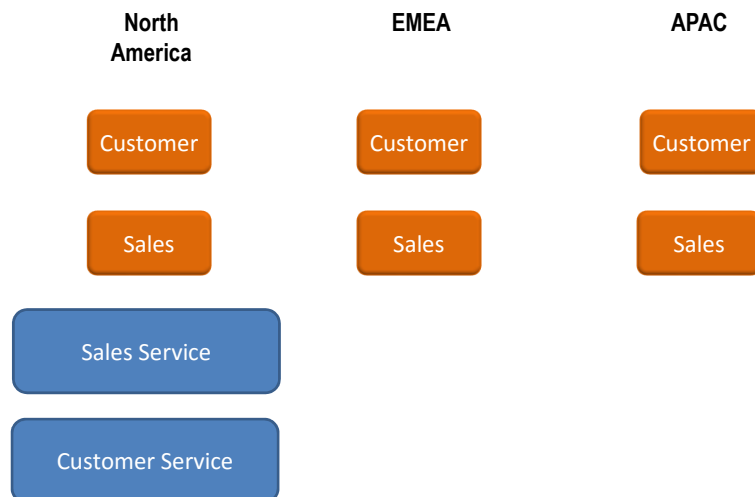 North
America
EMEA
APAC
Customer
Customer
Customer
Sales
Sales
Sales
Sales Service
Customer Service